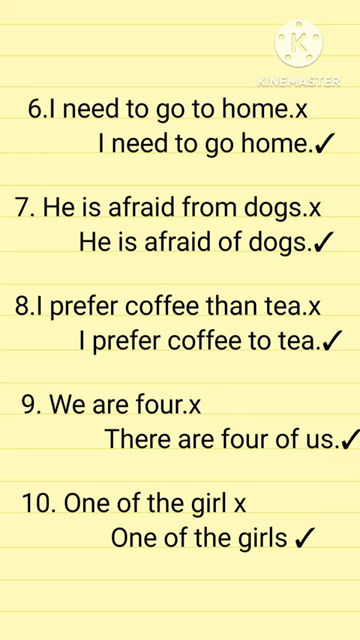 K
KINEMASTER
6.I need to go to home.x
I need to go home.✓
7. He is afraid from dogs.x
He is afraid of dogs.✓
8.I prefer coffee than tea.x
I prefer coffee to tea.✓
9. We are four.x
There are four of us.✓
10. One of the girl x
One of the girls ✓